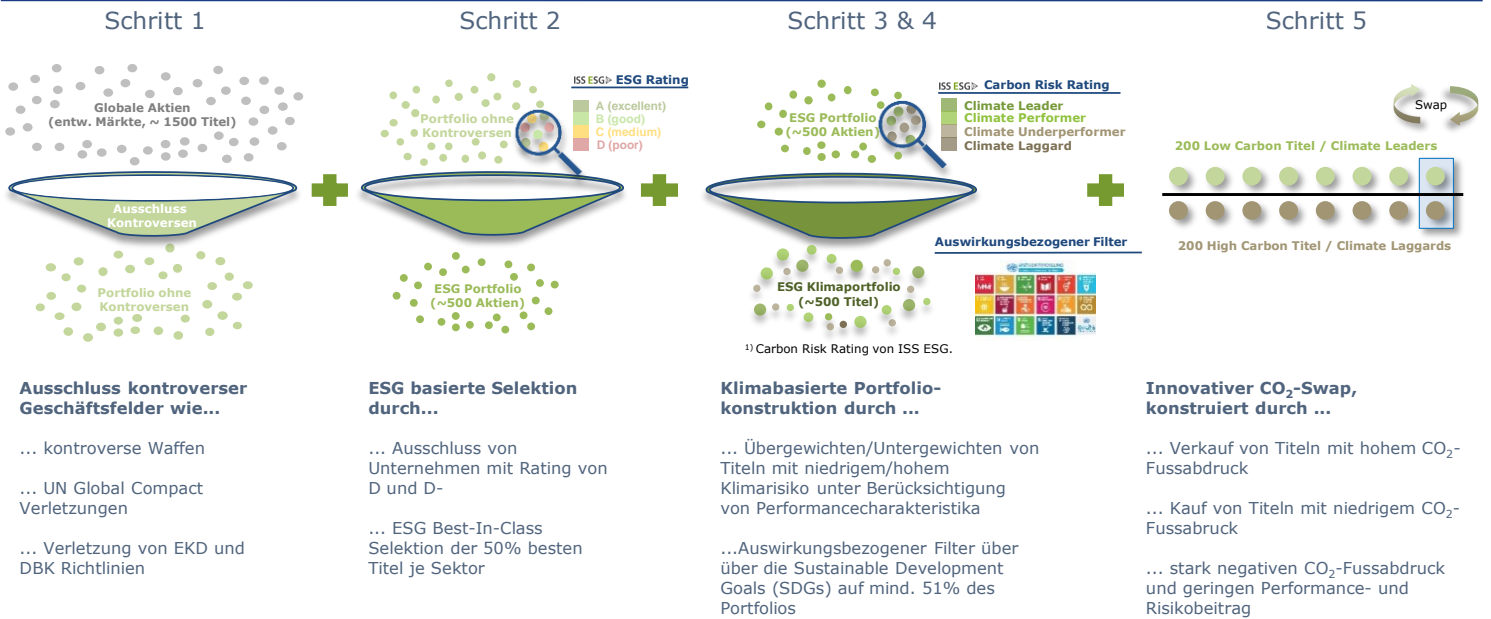 Schritt 1
Globale Aktien
(entw. Märkte, ~ 1500 Titel)
Ausschluss
Kontroversen
Portfolio ohne
Kontroversen
Ausschluss kontroverser
Geschäftsfelder wie...
... kontroverse Waffen
... UN Global Compact
Verletzungen
... Verletzung von EKD und
DBK Richtlinien
Schritt 2
ISS ESG ESG Rating
A (excellent)
B (good)
C (medium)
D (poor)
Portfolio ohne
Kontroversen
ESG Portfolio
(~500 Aktien)
ESG basierte Selektion
durch...
... Ausschluss von
Unternehmen mit Rating von
D und D-
... ESG Best-In-Class
Selektion der 50% besten
Titel je Sektor
Schritt 3 & 4
ISS ESG Carbon Risk Rating
Climate Leader
Climate Performer
Climate Underperformer
Climate Laggard
ESG Portfolio
(~500 Aktien)
Auswirkungsbezogener Filter
ESG Klimaportfolio
(~500 Titel)
1) Carbon Risk Rating von ISS ESG.
Klimabasierte Portfolio-
konstruktion durch ...
... Übergewichten/Untergewichten von
Titeln mit niedrigem/hohem
Klimarisiko unter Berücksichtigung
von Performancecharakteristika
...Auswirkungsbezogener Filter über
über die Sustainable Development
Goals (SDGs) auf mind. 51% des
Portfolios
Schritt 5
Swap
200 Low Carbon Titel / Climate Leaders
200 High Carbon Titel / Climate Laggards
Innovativer CO₂-Swap,
konstruiert durch ...
... Verkauf von Titeln mit hohem CO₂-
Fussabdruck
... Kauf von Titeln mit niedrigem CO₂-
Fussabruck
... stark negativen CO₂-Fussabdruck
und geringen Performance- und
Risikobeitrag